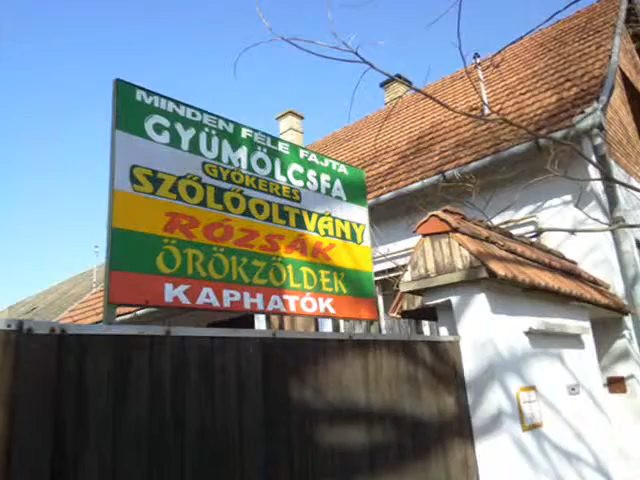 MINDEN FÉLE FAJTA
GYÜMÖLCSFA
GYÖKERES
SZŐLŐOLTVÁNY
RÓZSÁK
ÖRÖKZÖLDEK
KAPHATÓK